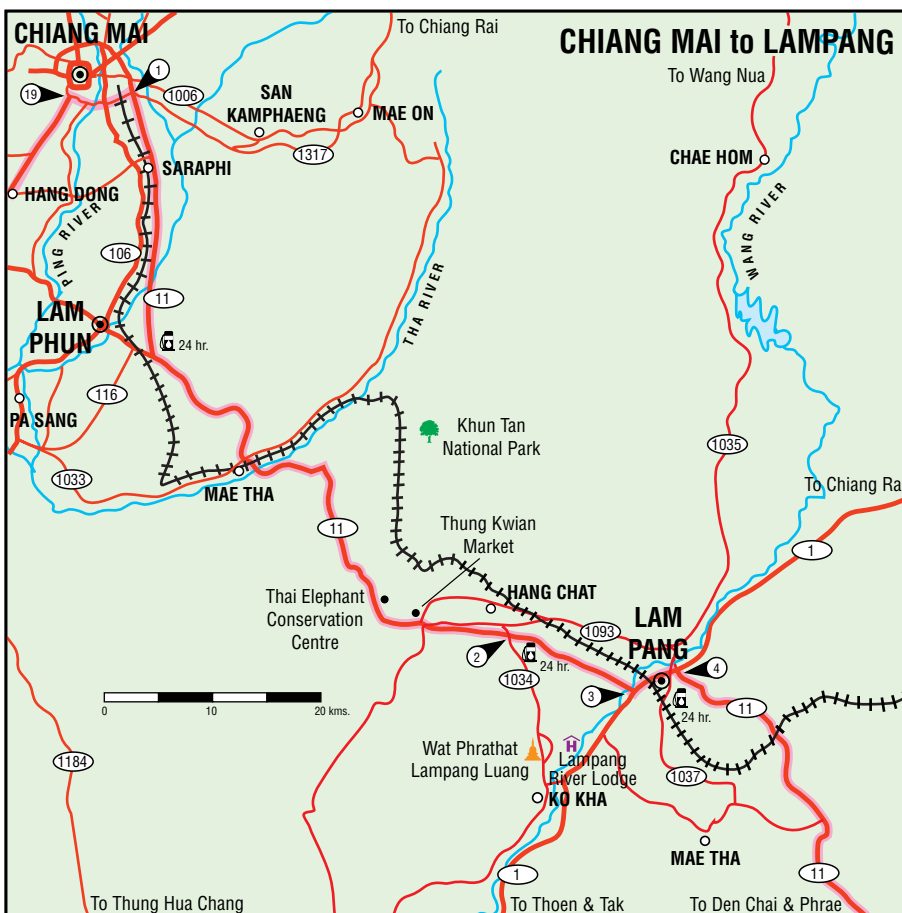 CHIANG MAI
To Chiang Rai
CHIANG MAI to LAMPANG
To Wang Nua
1
19
1006
SAN
KAMPHAENG
MAE ON
1317
CHAE HOM
SARAPHI
HANG DONG
PING RIVER
WANG RIVER
106
THA RIVER
11
LAM
PHUN
24 hr.
116
PA SANG
Khun Tan
National Park
1035
1033
MAE THA
To Chiang Ra
11
Thung Kwian
Market
1
Thai Elephant
Conservation
Centre
HANG CHAT
LAM
PANG
1093
2
24 hr.
4
1034
3
24 hr.
11
0
10
20 kms.
1184
Wat Phrathat
Lampang Luang
H
Lampang
River Lodge
1037
KO KHA
MAE THA
1
11
To Thung Hua Chang
To Thoen & Tak
To Den Chai & Phrae